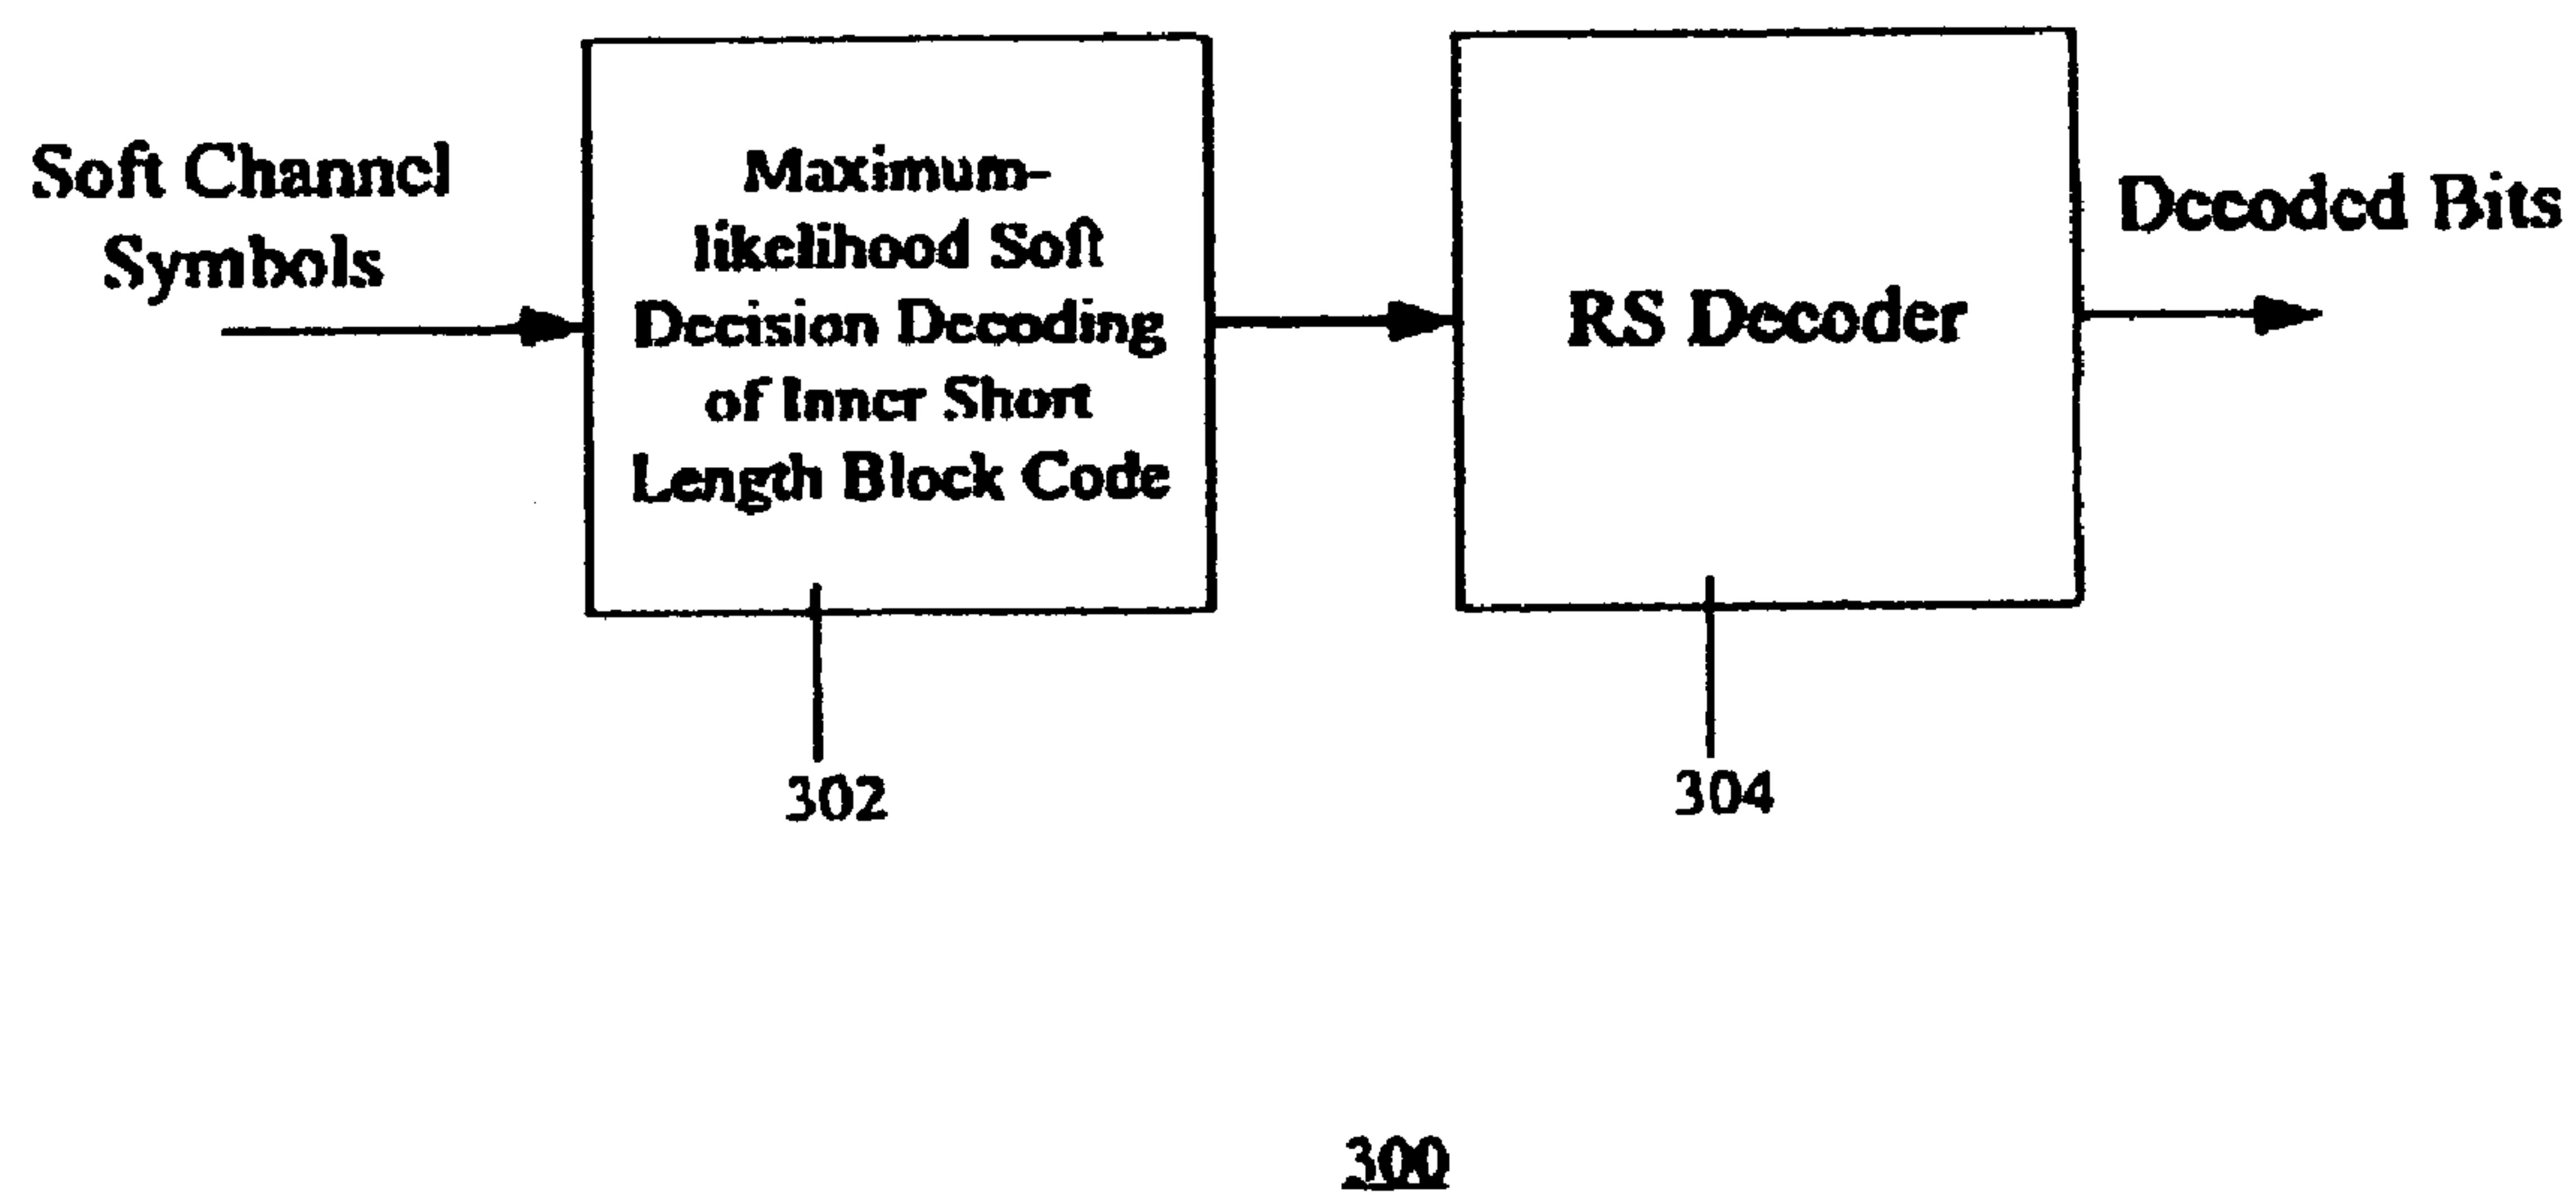 Soft Channel
Symbols
Maximum-
likelihood Soft
Decision Decoding
of Inner Short
Length Block Code
RS Decoder
Decoded Bits
302
304
300